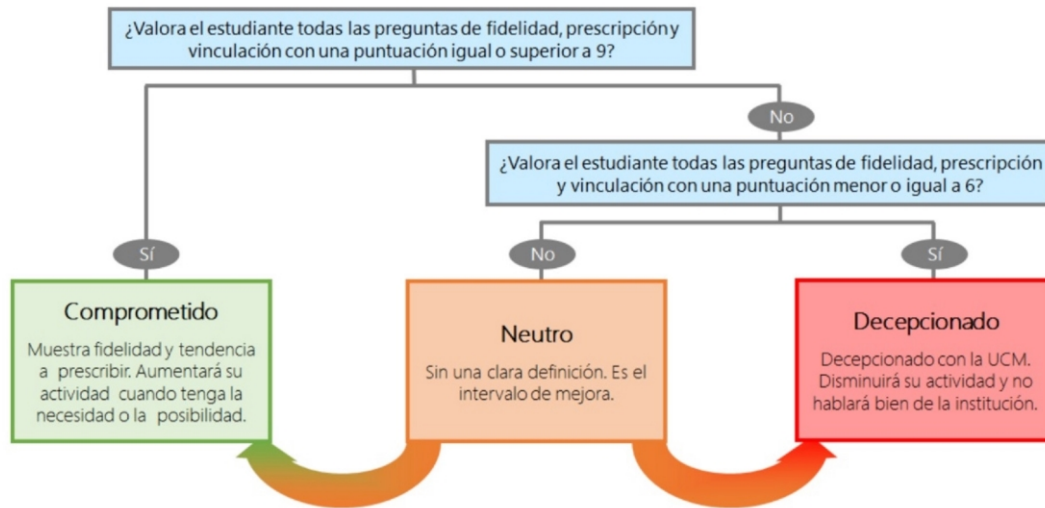 ¿Valora el estudiante todas las preguntas de fidelidad, prescripción y
vinculación con una puntuación igual o superior a 9?
No
¿Valora el estudiante todas las preguntas de fidelidad, prescripción
y vinculación con una puntuación menor o igual a 6?
Sí
No
Sí
Comprometido
Muestra fidelidad y tendencia
a prescribir. Aumentará su
actividad cuando tenga la
necesidad o la posibilidad.
Neutro
Sin una clara definición. Es el
intervalo de mejora.
Decepcionado
Decepcionado con la UCM.
Disminuirá su actividad y no
hablará bien de la institución.